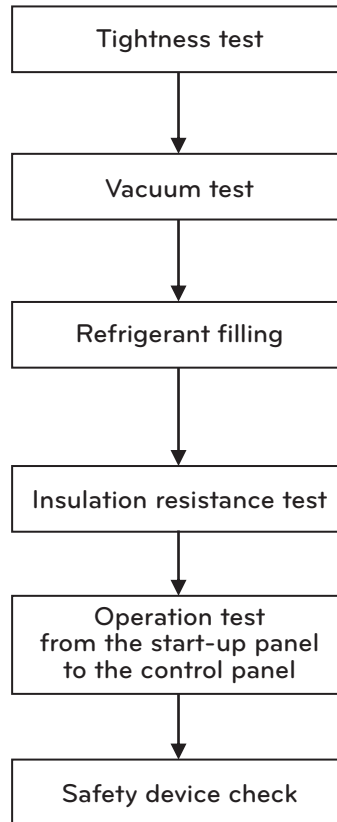 Tightness test
Vacuum test
Refrigerant filling
Insulation resistance test
Operation test
from the start-up panel
to the control panel
Safety device check